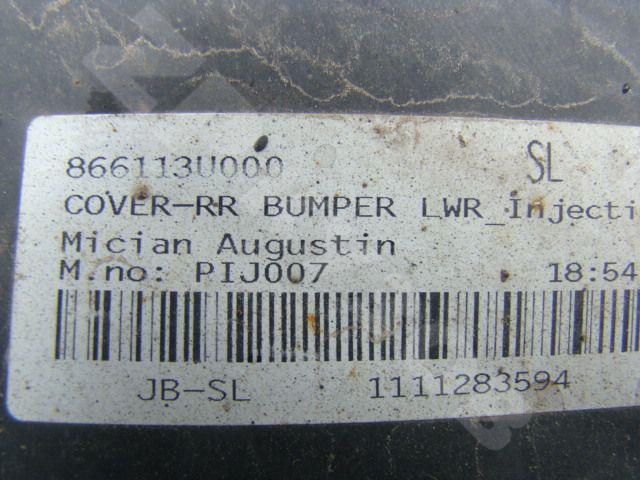 866113U000 SL
COVER-RR BUMPER LWR_Injecti
Mician Augustin
M.no: PIJ007 18:54
JB-SL 1111283594